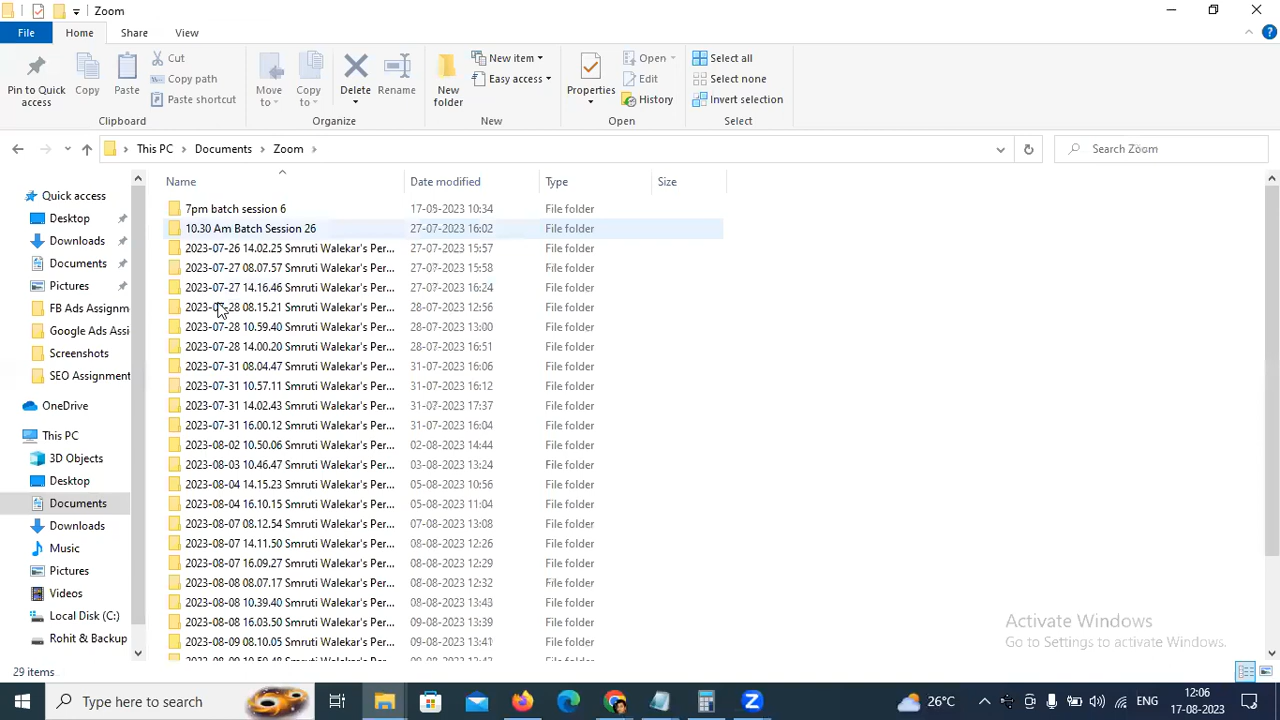 Zoom
File Home Share View
Pin to Quick access
Copy
Paste
Cut
Copy path
Paste shortcut
Clipboard
Move to
Copy to
Delete
Rename
Organize
New folder
New item
Easy access
New
Properties
Open
Edit
History
Open
Select all
Select none
Invert selection
Select
This PC Documents Zoom
Search Zoom
Quick access
Desktop
Downloads
Documents
Pictures
FB Ads Assignm
Google Ads Assi
Screenshots
SEO Assignment
OneDrive
This PC
3D Objects
Desktop
Documents
Downloads
Music
Pictures
Videos
Local Disk (C:)
Rohit & Backup
Name Date modified Type Size
7pm batch session 6 17-09-2023 10:34 File folder
10.30 Am Batch Session 26 27-07-2023 16:02 File folder
2023-07-26 14.02.25 Smruti Walekar's Per... 27-07-2023 15:57 File folder
2023-07-27 08.07.57 Smruti Walekar's Per... 27-07-2023 15:58 File folder
2023-07-27 14.16.46 Smruti Walekar's Per... 27-07-2023 16:24 File folder
2023-07-28 08.15.21 Smruti Walekar's Per... 28-07-2023 12:56 File folder
2023-07-28 10.59.40 Smruti Walekar's Per... 28-07-2023 13:00 File folder
2023-07-28 14.00.20 Smruti Walekar's Per... 28-07-2023 16:51 File folder
2023-07-31 08.04.47 Smruti Walekar's Per... 31-07-2023 16:06 File folder
2023-07-31 10.57.11 Smruti Walekar's Per... 31-07-2023 16:12 File folder
2023-07-31 14.02.43 Smruti Walekar's Per... 31-07-2023 17:37 File folder
2023-07-31 16.00.12 Smruti Walekar's Per... 31-07-2023 16:04 File folder
2023-08-02 10.50.06 Smruti Walekar's Per... 02-08-2023 14:44 File folder
2023-08-03 10.46.47 Smruti Walekar's Per... 03-08-2023 13:24 File folder
2023-08-04 14.15.23 Smruti Walekar's Per... 05-08-2023 10:56 File folder
2023-08-04 16.10.15 Smruti Walekar's Per... 05-08-2023 11:04 File folder
2023-08-07 08.12.54 Smruti Walekar's Per... 08-08-2023 13:08 File folder
2023-08-07 14.11.50 Smruti Walekar's Per... 08-08-2023 12:26 File folder
2023-08-07 16.09.27 Smruti Walekar's Per... 08-08-2023 12:29 File folder
2023-08-08 08.07.17 Smruti Walekar's Per... 08-08-2023 12:32 File folder
2023-08-08 10.39.40 Smruti Walekar's Per... 08-08-2023 13:43 File folder
2023-08-08 16.03.50 Smruti Walekar's Per... 09-08-2023 13:39 File folder
2023-08-09 08.10.05 Smruti Walekar's Per... 09-08-2023 13:41 File folder
Activate Windows
Go to Settings to activate Windows.
29 items
Type here to search
26°C
ENG
12:06
17-08-2023